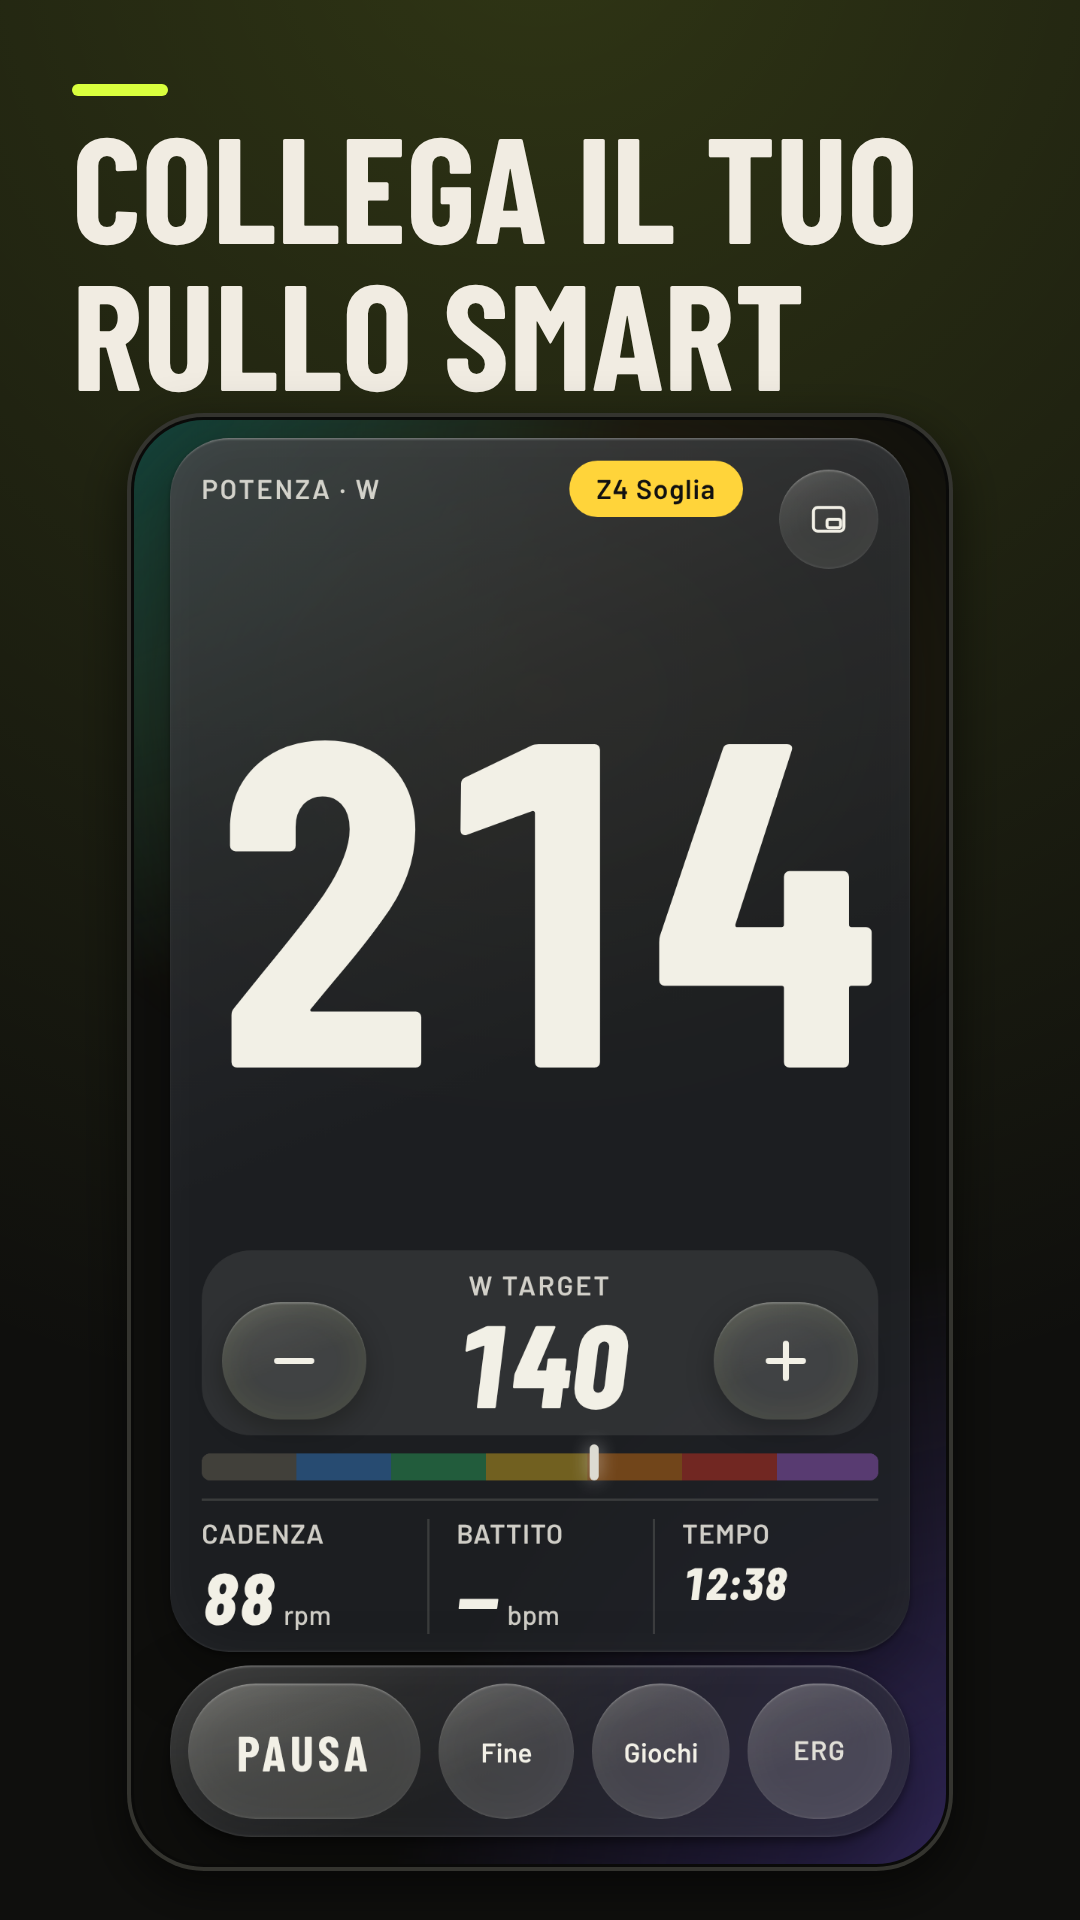 COLLEGA IL TUO
RULLO SMART
POTENZA · W
Z4 Soglia
214
W TARGET
− 140 +
CADENZA BATTITO TEMPO
88 rpm – bpm 12:38
PAUSA Fine Giochi ERG